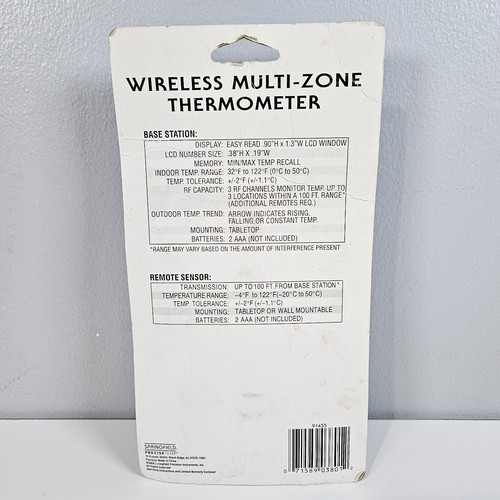 WIRELESS MULTI-ZONE
THERMOMETER
BASE STATION:
DISPLAY: EASY READ .90"H x 1.3"W LCD WINDOW
LCD NUMBER SIZE: .38"H X .19"W
MEMORY: MIN/MAX TEMP RECALL
INDOOR TEMP. RANGE: 32°F to 122°F (0°C to 50°C)
TEMP. TOLERANCE: +/-2°F (+/-1.1°C)
RF CAPACITY: 3 RF CHANNELS MONITOR TEMP. UP TO
3 LOCATIONS WITHIN A 100 FT. RANGE*
(ADDITIONAL REMOTES REQ.)
OUTDOOR TEMP. TREND: ARROW INDICATES RISING,
FALLING,OR CONSTANT TEMP.
MOUNTING: TABLETOP
BATTERIES: 2 AAA (NOT INCLUDED)
*RANGE MAY VARY BASED ON THE AMOUNT OF INTERFERENCE PRESENT
REMOTE SENSOR:
TRANSMISSION: UP TO 100 FT. FROM BASE STATION*
TEMPERATURE RANGE: -4°F to 122°F(-20°C to 50°C)
TEMP. TOLERANCE: +/-2°F (+/-1.1°C)
MOUNTING: TABLETOP OR WALL MOUNTABLE
BATTERIES: 2 AAA (NOT INCLUDED)
91455
0 71589 03801 2
SPRINGFIELD
PRECISETEMP